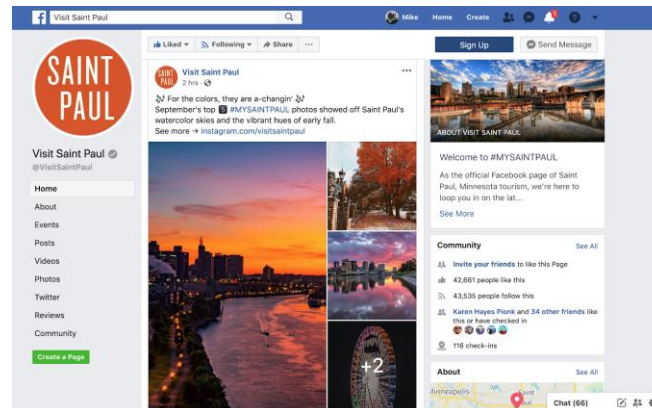 Visit Saint Paul
Mike
Home
Create
SAINT
PAUL
Visit Saint Paul
@VisitSaintPaul
Home
About
Events
Posts
Videos
Photos
Twitter
Reviews
Community
Create a Page
Liked
Following
Share
Sign Up
Send Message
Visit Saint Paul
2 hrs
For the colors, they are a-changin'
September's top 5 #MYSAINTPAUL photos showed off Saint Paul's
watercolor skies and the vibrant hues of early fall.
See more → instagram.com/visitsaintpaul
+2
ABOUT VISIT SAINT PAUL
Welcome to #MYSAINTPAUL
As the official Facebook page of Saint
Paul, Minnesota tourism, we're here to
loop you in on the lat...
See More
Community
See All
Invite your friends to like this Page
42,661 people like this
43,535 people follow this
Karen Hayes Pionk and 34 other friends like
this or have checked in
116 check-ins
About
See All
Minneapolis
Saint
Chat (66)